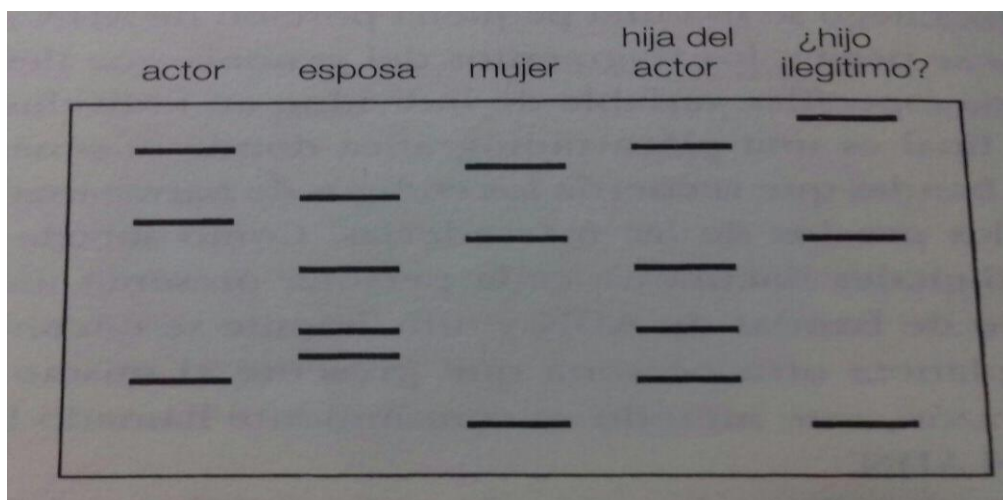 actor
esposa
mujer
hija del
actor
¿hijo
ilegítimo?